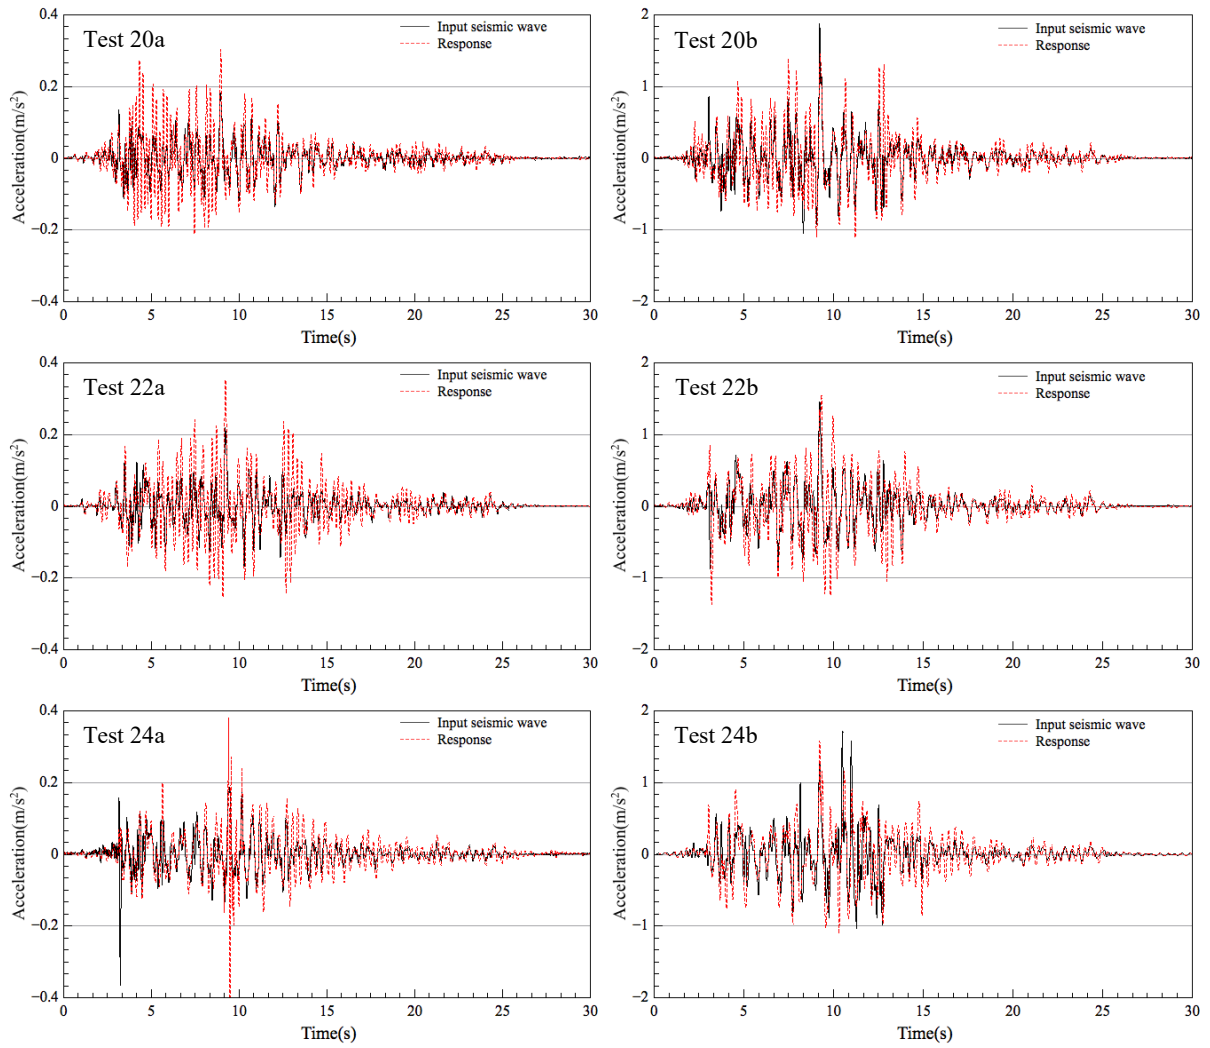 Test 20a
Input seismic wave
Response
0.4
0.2
0
−0.2
−0.4
Acceleration(m/s²)
0 5 10 15 20 25 30
Time(s)
Test 20b
Input seismic wave
Response
2
1
0
−1
−2
Acceleration(m/s²)
0 5 10 15 20 25 30
Time(s)
Test 22a
Input seismic wave
Response
0.4
0.2
0
−0.2
−0.4
Acceleration(m/s²)
0 5 10 15 20 25 30
Time(s)
Test 22b
Input seismic wave
Response
2
1
0
−1
−2
Acceleration(m/s²)
0 5 10 15 20 25 30
Time(s)
Test 24a
Input seismic wave
Response
0.4
0.2
0
−0.2
−0.4
Acceleration(m/s²)
0 5 10 15 20 25 30
Time(s)
Test 24b
Input seismic wave
Response
2
1
0
−1
−2
Acceleration(m/s²)
0 5 10 15 20 25 30
Time(s)